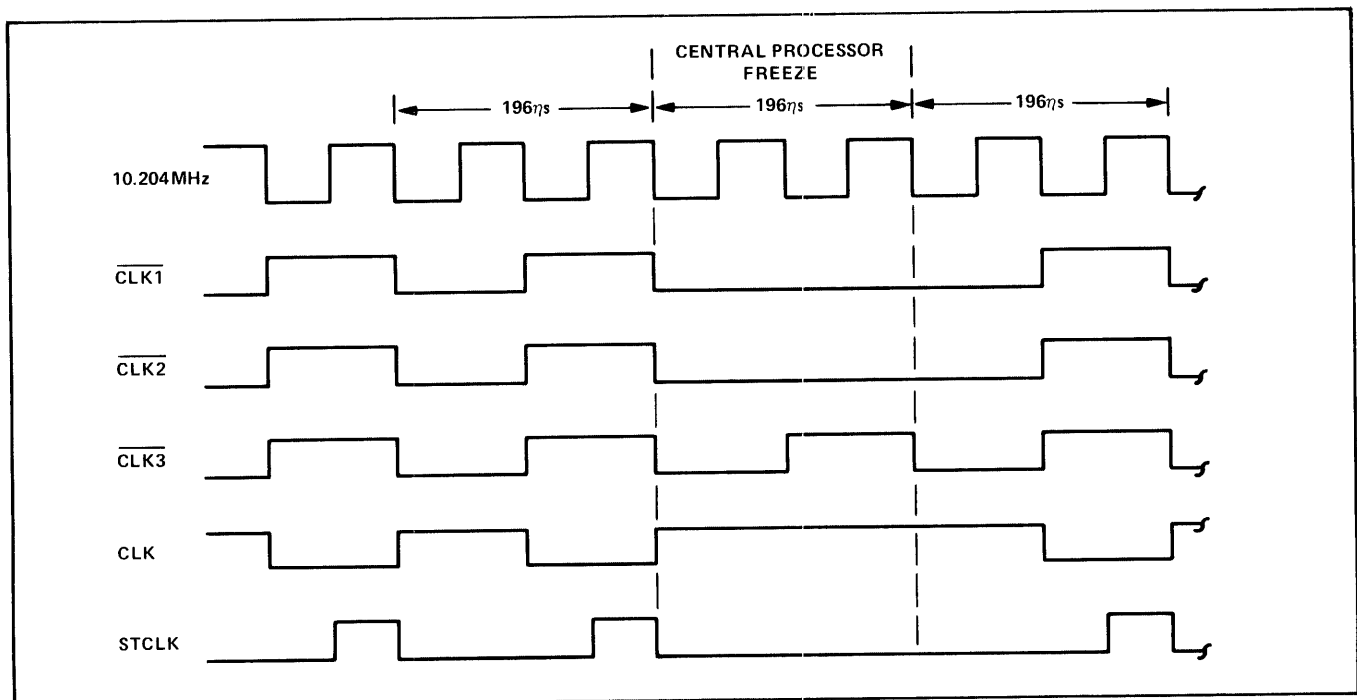 CENTRAL PROCESSOR
FREEZE
196ηs
196ηs
196ηs
10.204MHz
CLK1
CLK2
CLK3
CLK
STCLK